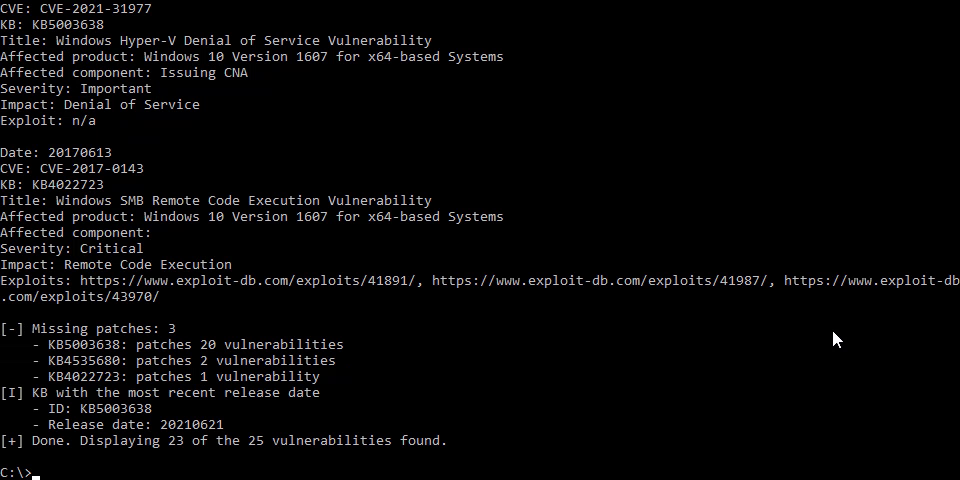 CVE: CVE-2021-31977
KB: KB5003638
Title: Windows Hyper-V Denial of Service Vulnerability
Affected product: Windows 10 Version 1607 for x64-based Systems
Affected component: Issuing CNA
Severity: Important
Impact: Denial of Service
Exploit: n/a
Date: 20170613
CVE: CVE-2017-0143
KB: KB4022723
Title: Windows SMB Remote Code Execution Vulnerability
Affected product: Windows 10 Version 1607 for x64-based Systems
Affected component:
Severity: Critical
Impact: Remote Code Execution
Exploits: https://www.exploit-db.com/exploits/41891/, https://www.exploit-db.com/exploits/41987/, https://www.exploit-db
.com/exploits/43970/
[-] Missing patches: 3
    - KB5003638: patches 20 vulnerabilities
    - KB4535680: patches 2 vulnerabilities
    - KB4022723: patches 1 vulnerability
[I] KB with the most recent release date
    - ID: KB5003638
    - Release date: 20210621
[+] Done. Displaying 23 of the 25 vulnerabilities found.
C:\>